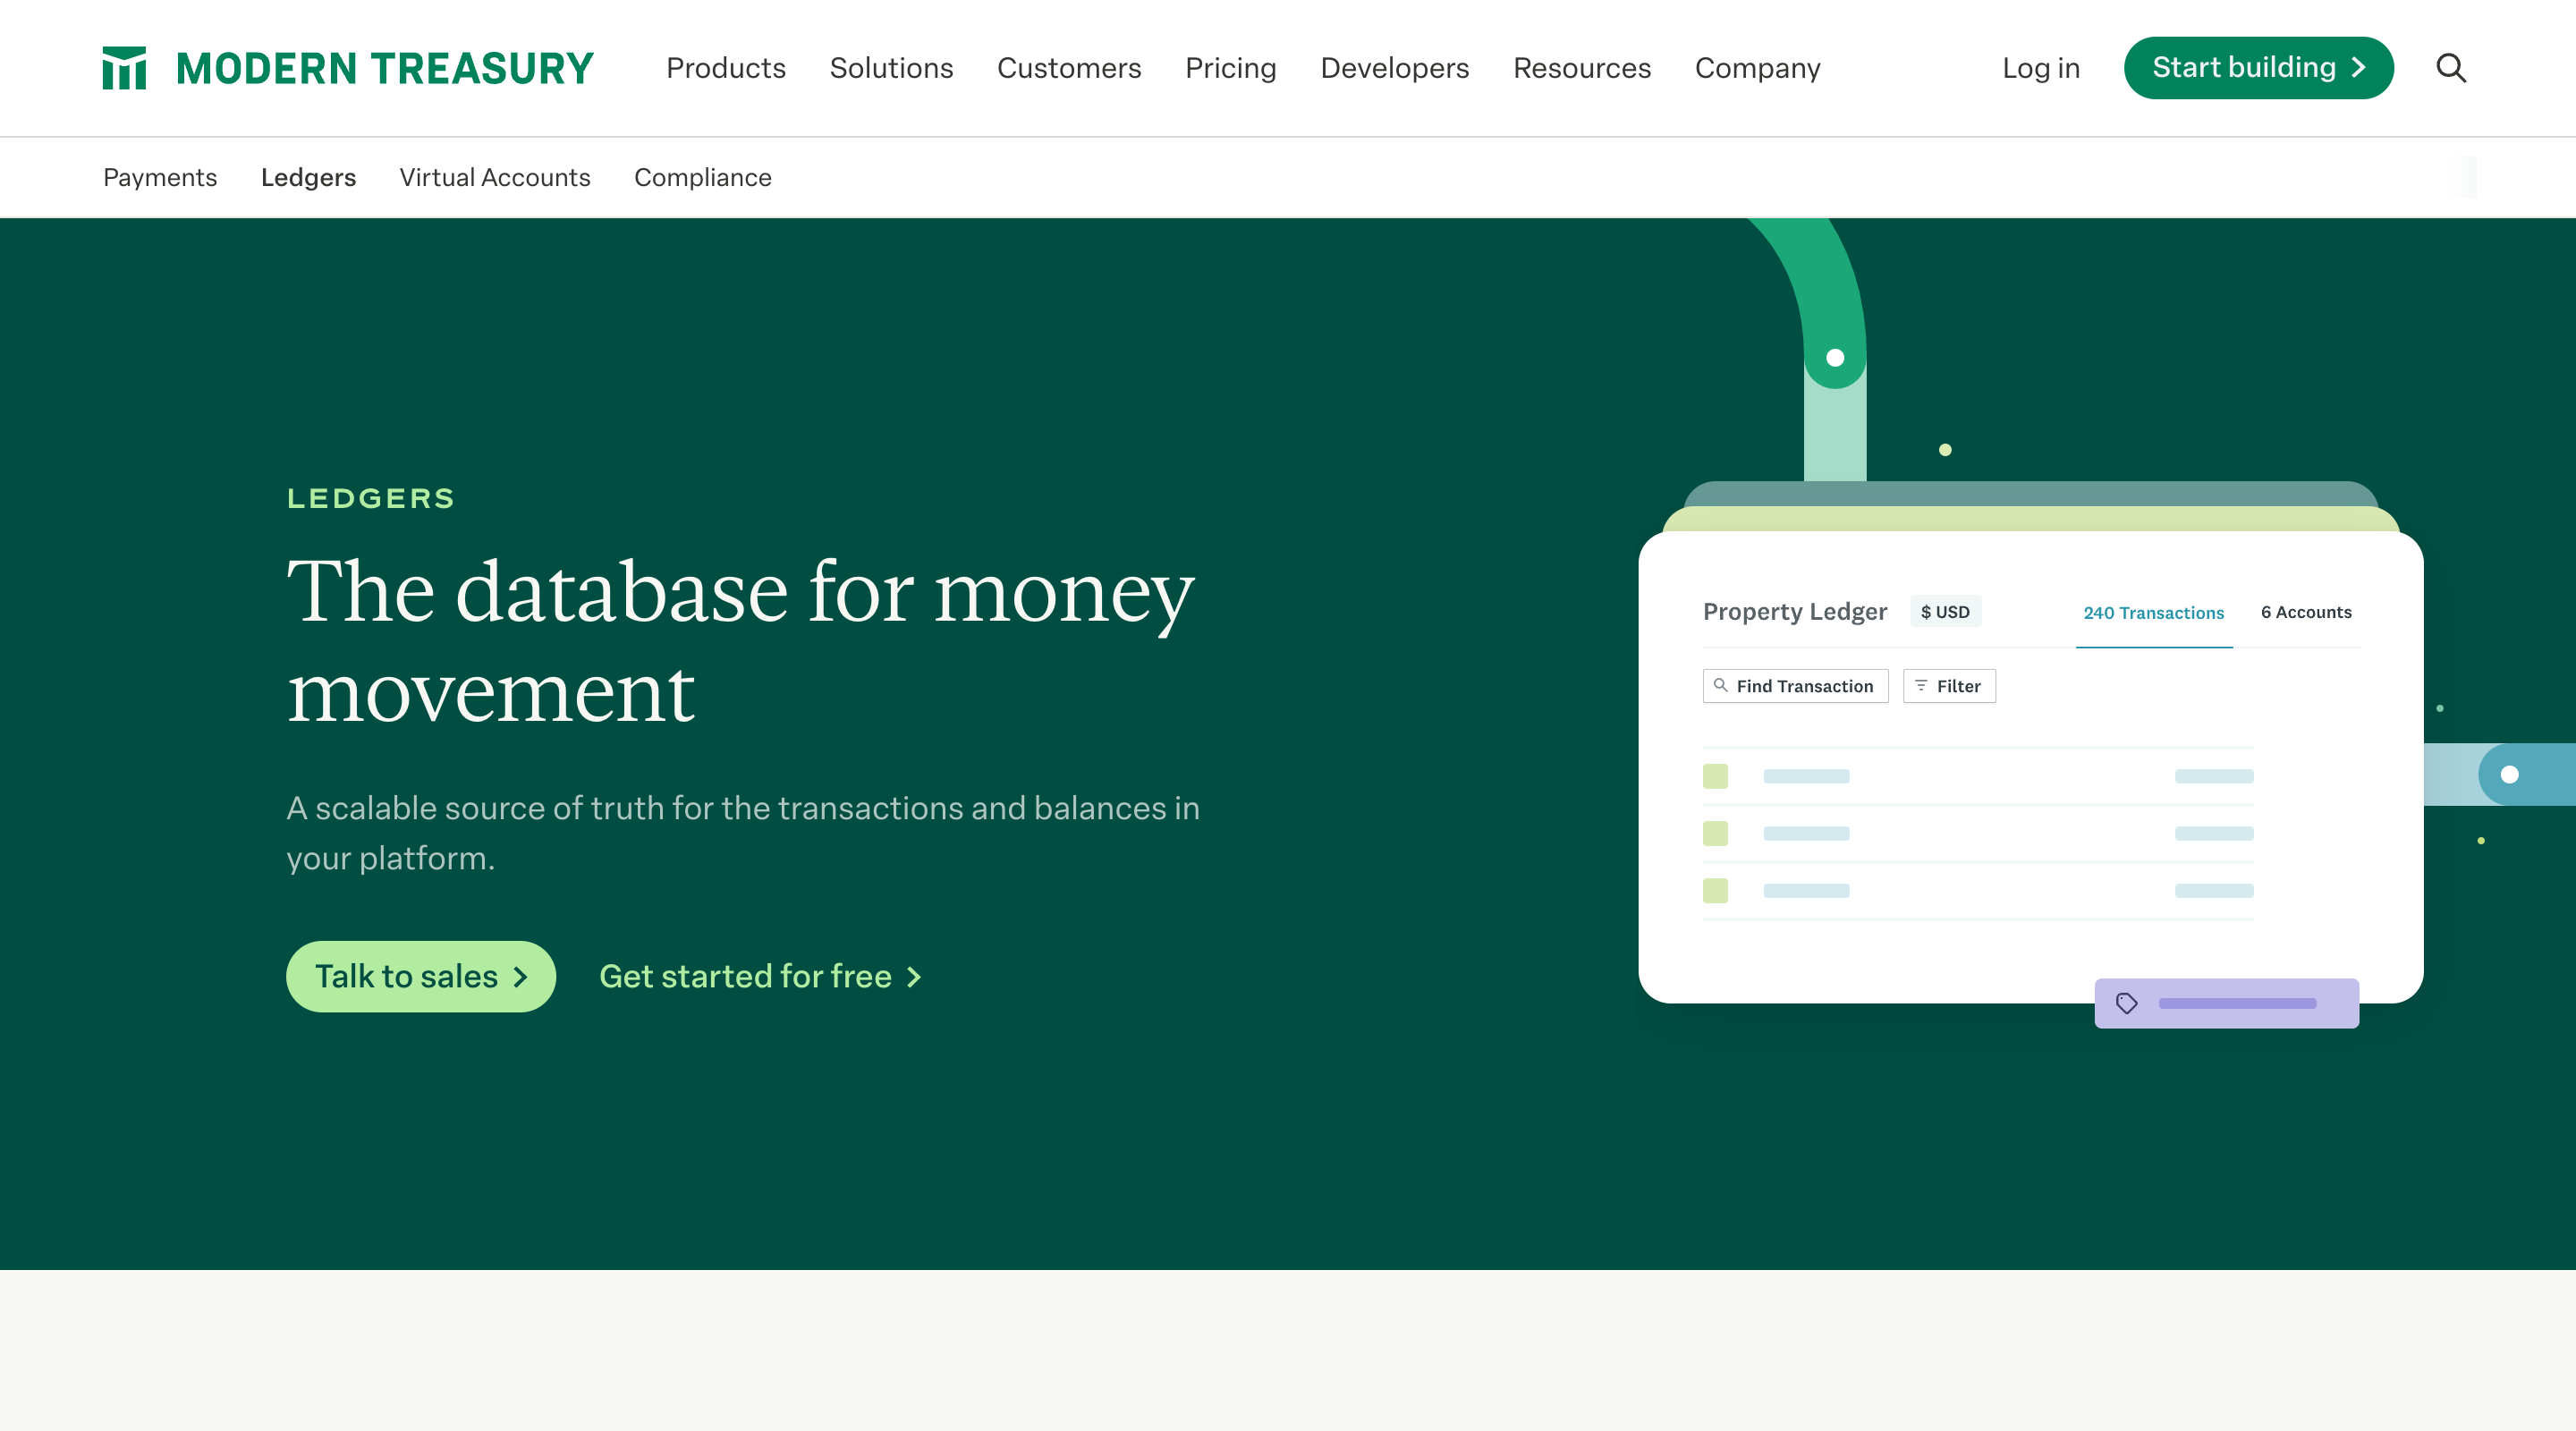 MODERN TREASURY
Products
Solutions
Customers
Pricing
Developers
Resources
Company
Log in
Start building
Payments
Ledgers
Virtual Accounts
Compliance
LEDGERS
The database for money
movement
A scalable source of truth for the transactions and balances in
your platform.
Talk to sales
Get started for free
Property Ledger
$ USD
240 Transactions
6 Accounts
Find Transaction
Filter